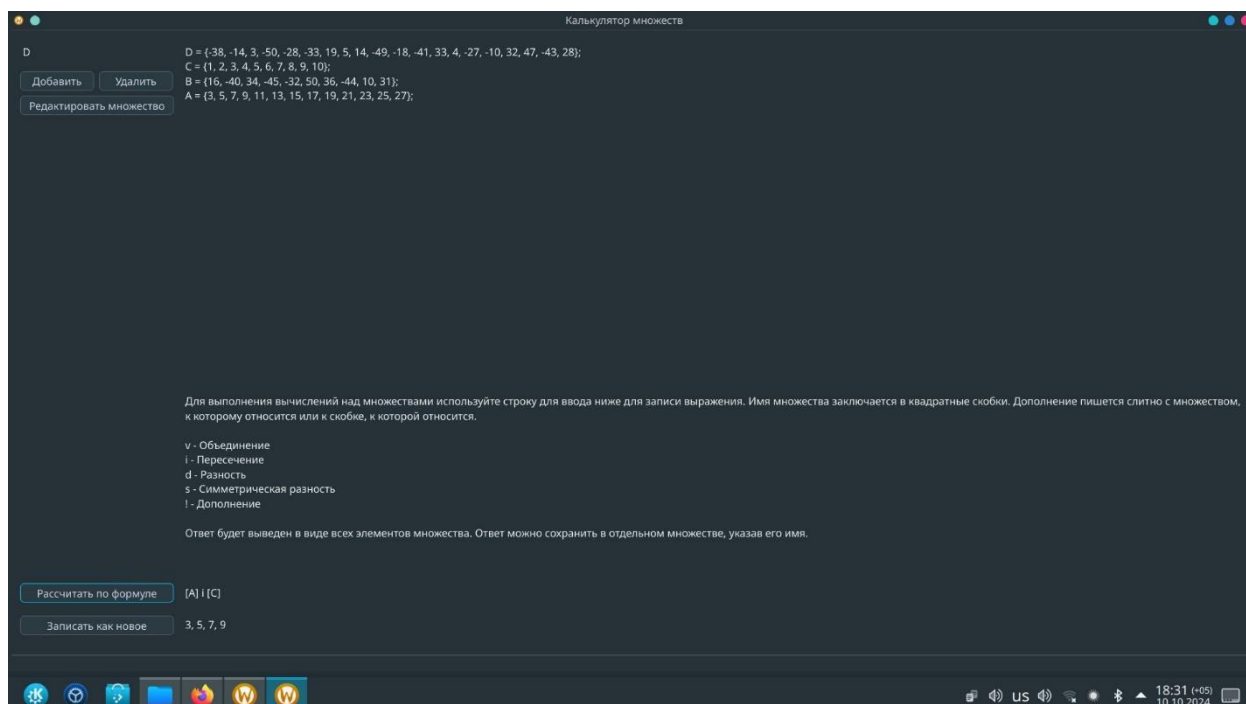 Калькулятор множеств
D
Добавить
Удалить
Редактировать множество
D = {-38, -14, 3, -50, -28, -33, 19, 5, 14, -49, -18, -41, 33, 4, -27, -10, 32, 47, -43, 28};
C = {1, 2, 3, 4, 5, 6, 7, 8, 9, 10};
B = {16, -40, 34, -45, -32, 50, 36, -44, 10, 31};
A = {3, 5, 7, 9, 11, 13, 15, 17, 19, 21, 23, 25, 27};
Для выполнения вычислений над множествами используйте строку для ввода ниже для записи выражения. Имя множества заключается в квадратные скобки. Дополнение пишется слитно с множеством,
к которому относится или к скобке, к которой относится.
v - Объединение
i - Пересечение
d - Разность
s - Симметрическая разность
! - Дополнение
Ответ будет выведен в виде всех элементов множества. Ответ можно сохранить в отдельном множестве, указав его имя.
Рассчитать по формуле
[A] i [C]
Записать как новое
3, 5, 7, 9
US
18:31 (+05)
10.10.2024